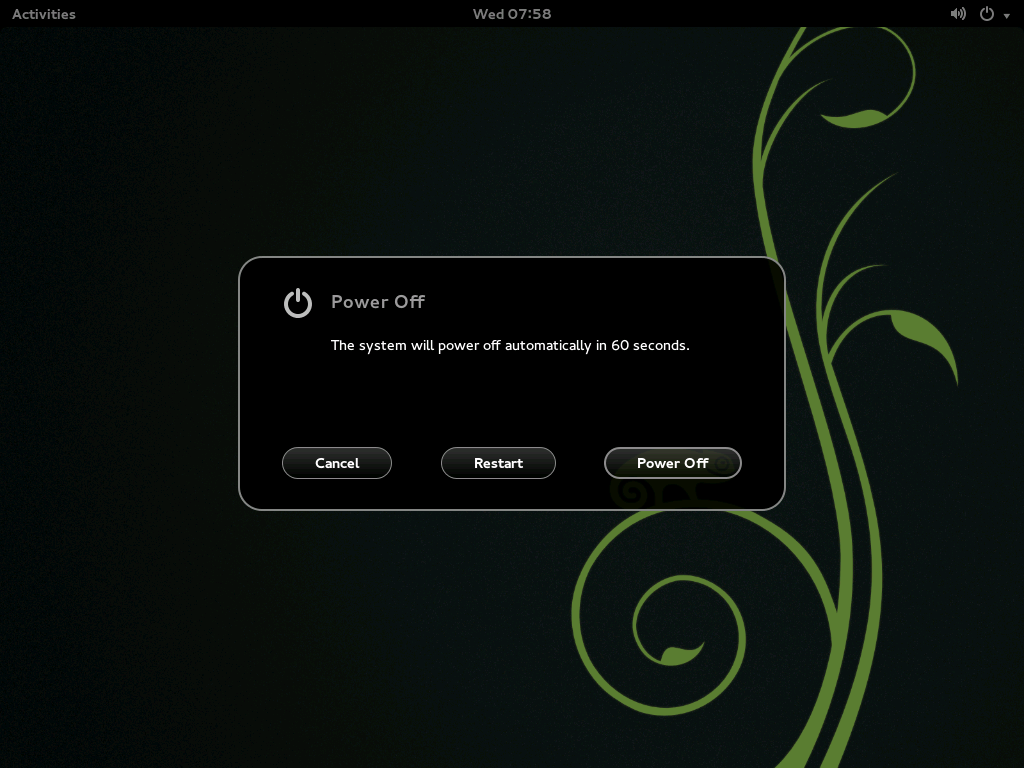 Activities
Wed 07:58
Power Off
The system will power off automatically in 60 seconds.
Cancel
Restart
Power Off